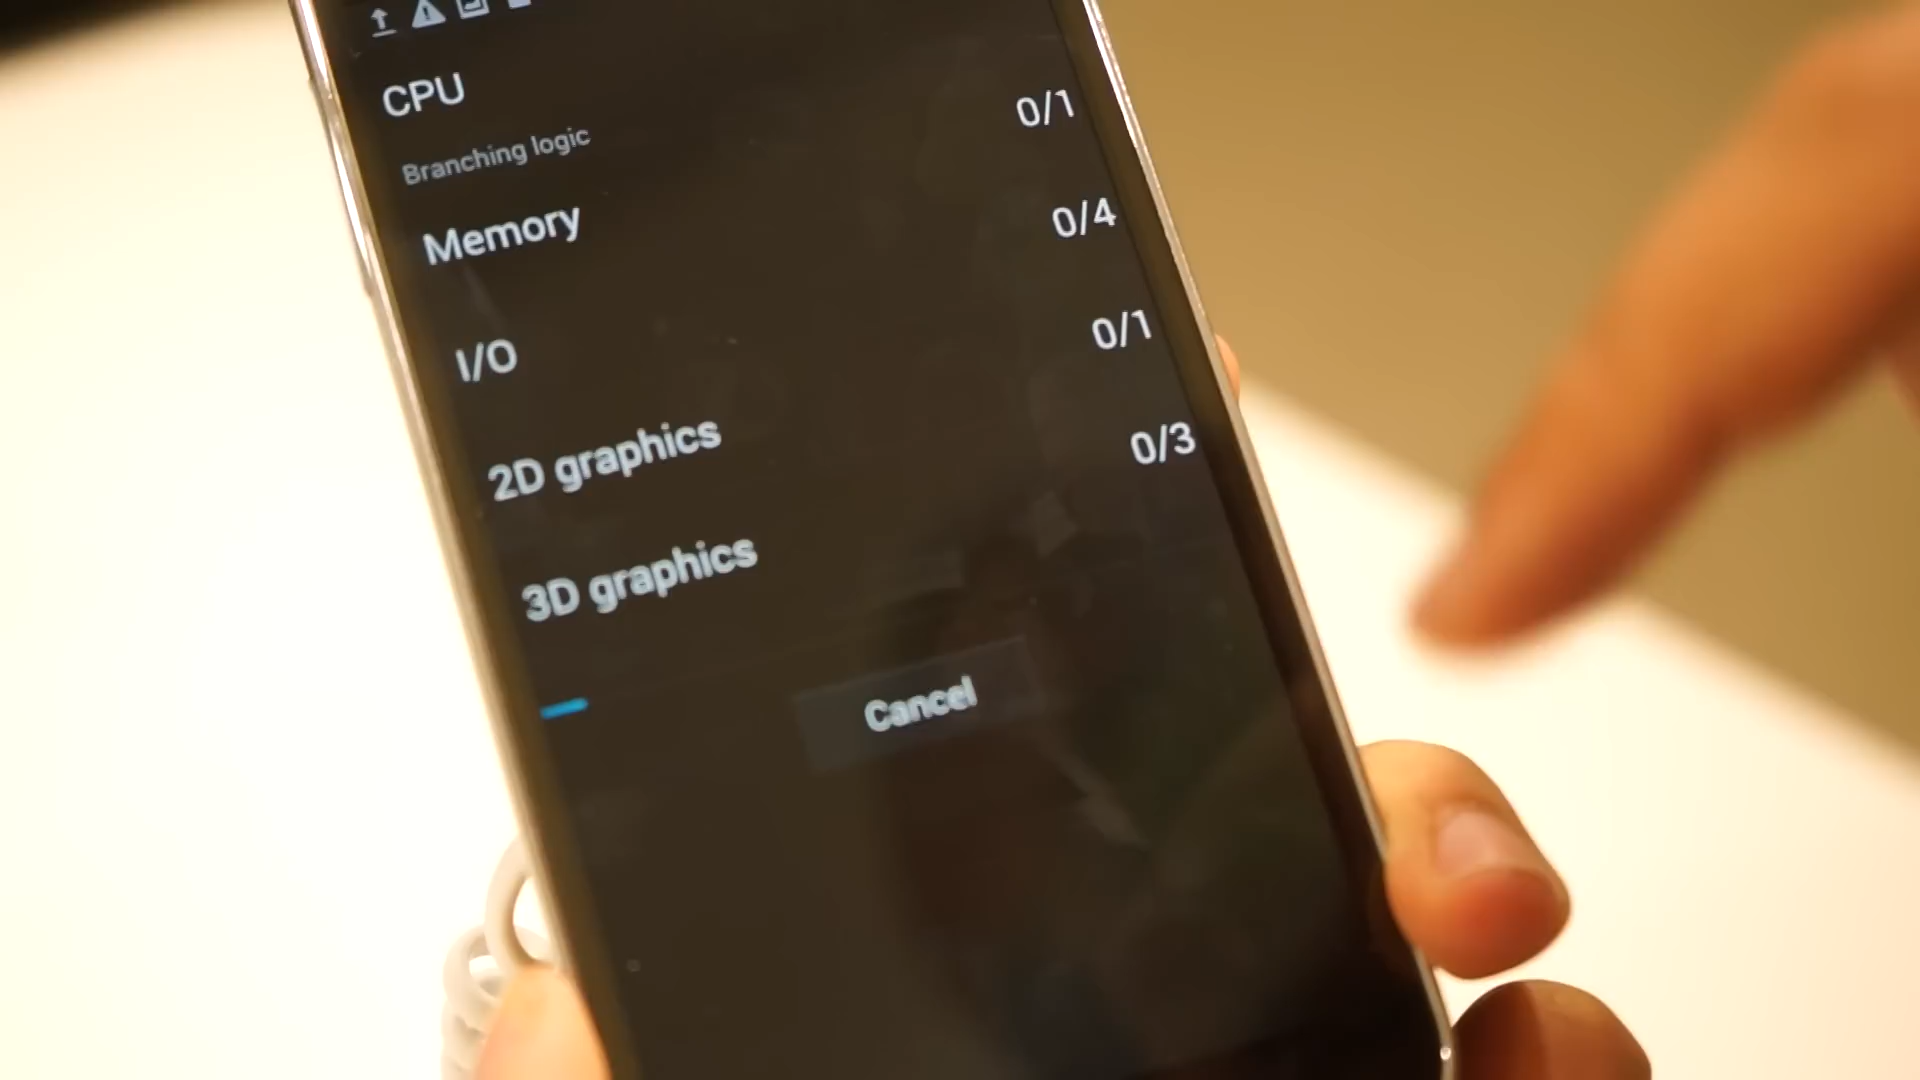 CPU
Branching logic
Memory 0/1
I/O 0/4
2D graphics 0/1
3D graphics 0/3
Cancel